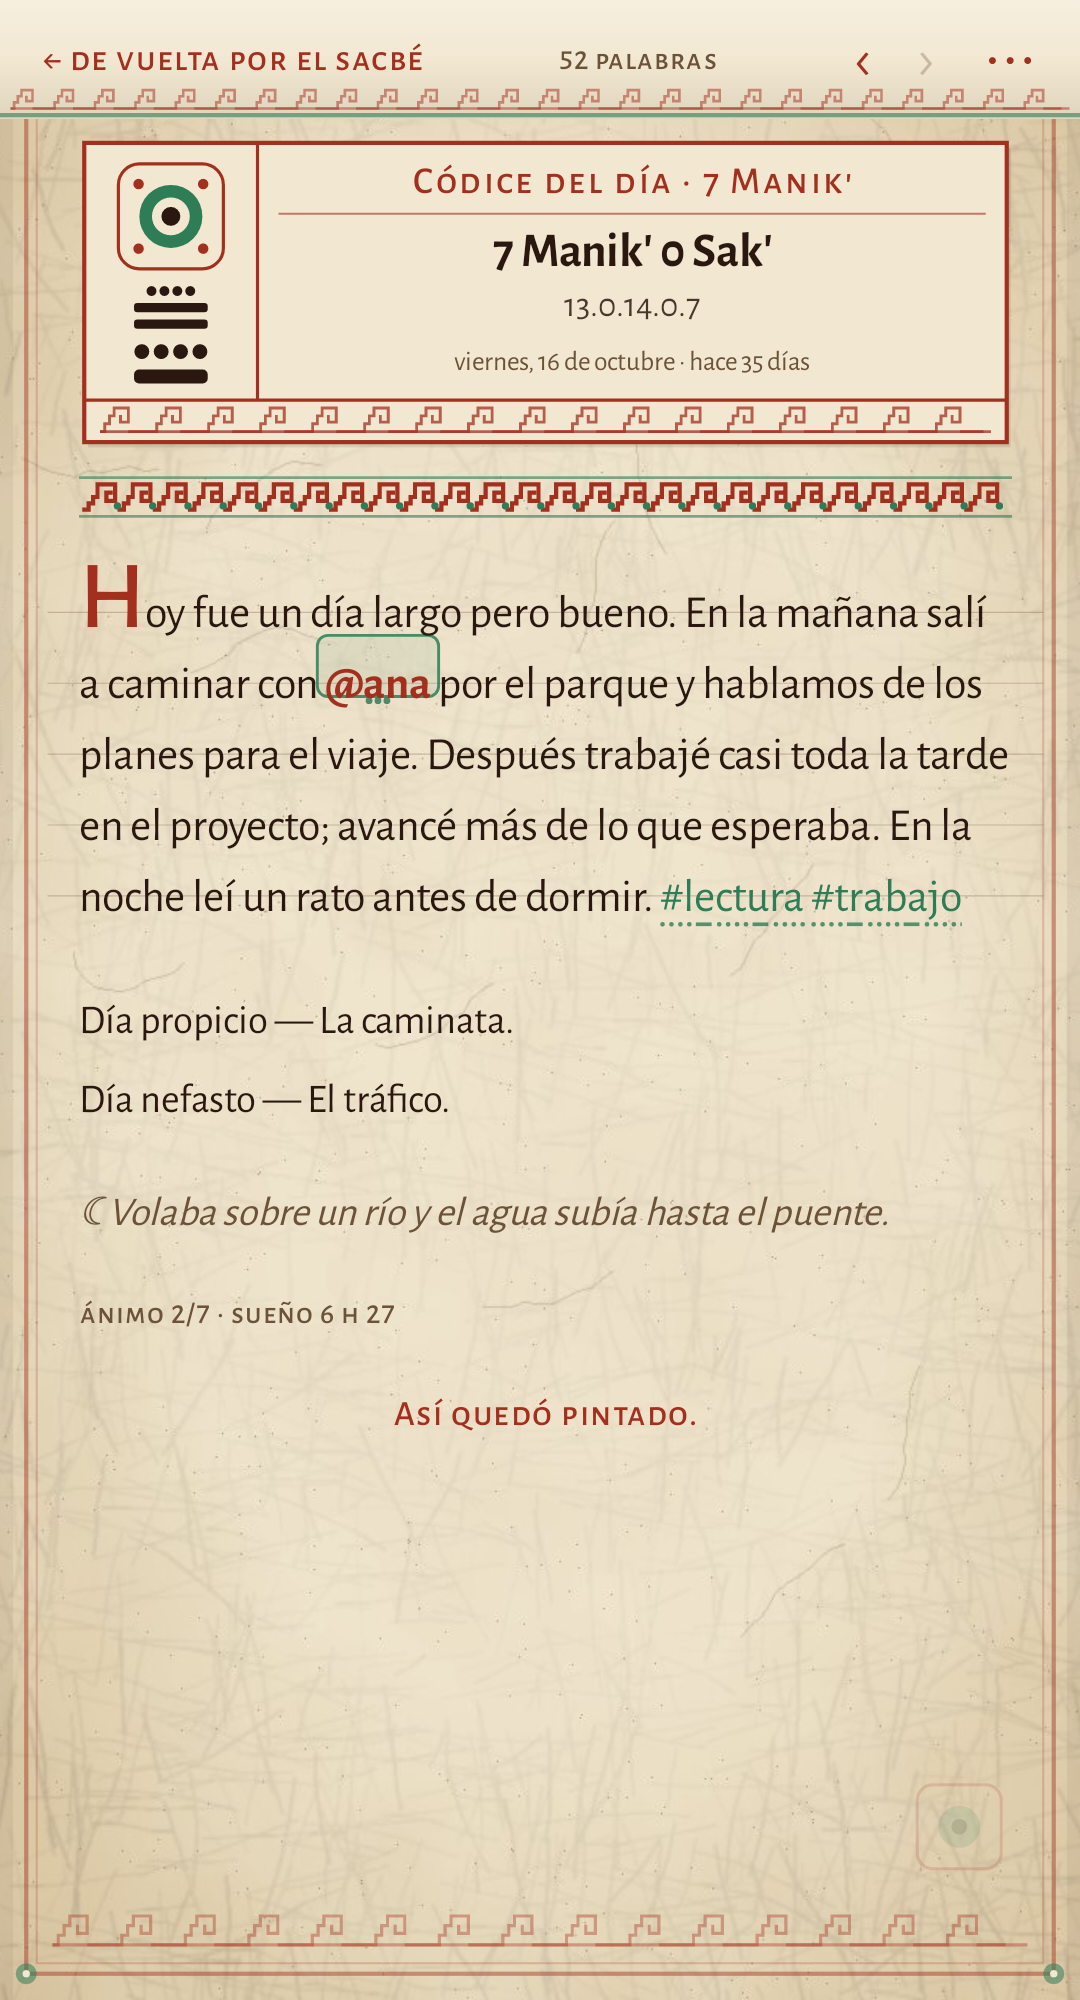 ← DE VUELTA POR EL SACBÉ
52 PALABRAS
‹ › •••
CÓDICE DEL DÍA · 7 MANIK'
7 Manik' 0 Sak'
13.0.14.0.7
viernes, 16 de octubre · hace 35 días
Hoy fue un día largo pero bueno. En la mañana salí
a caminar con @ana por el parque y hablamos de los
planes para el viaje. Después trabajé casi toda la tarde
en el proyecto; avancé más de lo que esperaba. En la
noche leí un rato antes de dormir. #lectura #trabajo
Día propicio — La caminata.
Día nefasto — El tráfico.
☾ Volaba sobre un río y el agua subía hasta el puente.
ÁNIMO 2/7 · SUEÑO 6 H 27
ASÍ QUEDÓ PINTADO.